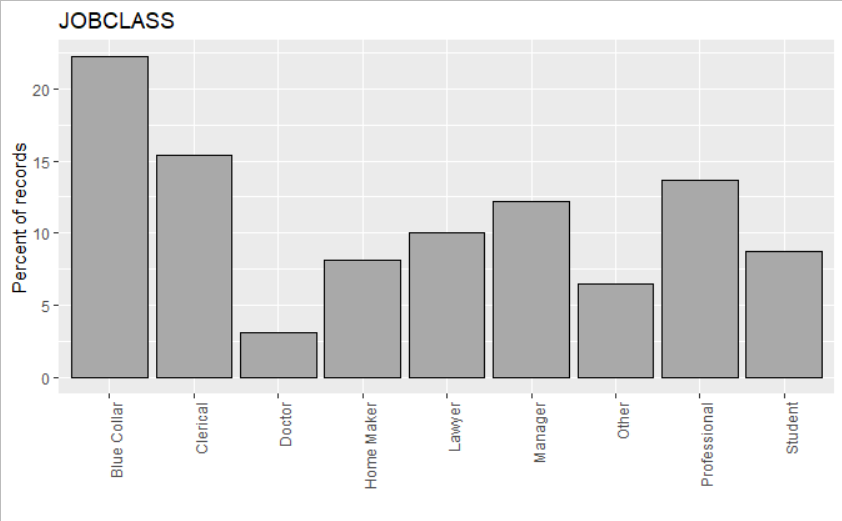 JOBCLASS
Percent of records
20
15
10
5
0
Blue Collar
Clerical
Doctor
Home Maker
Lawyer
Manager
Other
Professional
Student